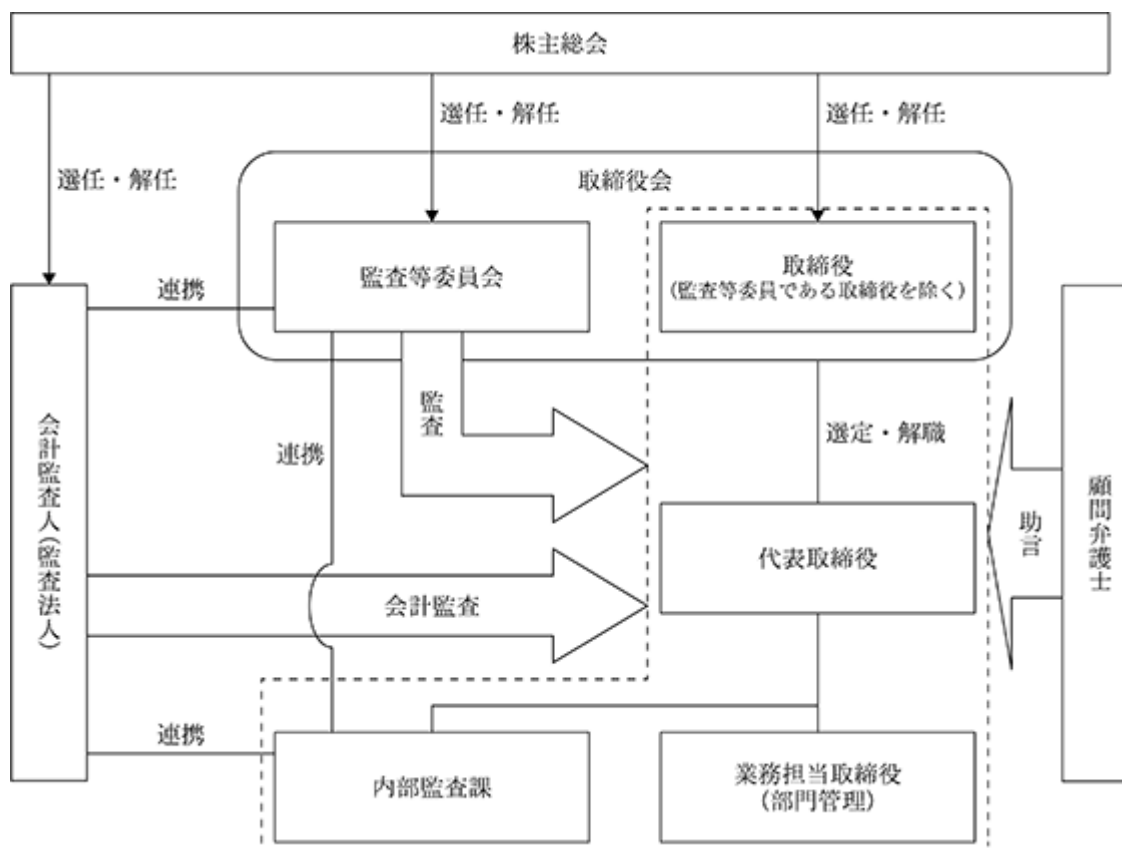 株主総会
選任・解任
選任・解任
選任・解任
取締役会
監査等委員会
取締役
(監査等委員である取締役を除く)
連携
監査
連携
選定・解職
会計監査人(監査法人)
代表取締役
助言
顧問弁護士
会計監査
連携
内部監査課
業務担当取締役
(部門管理)